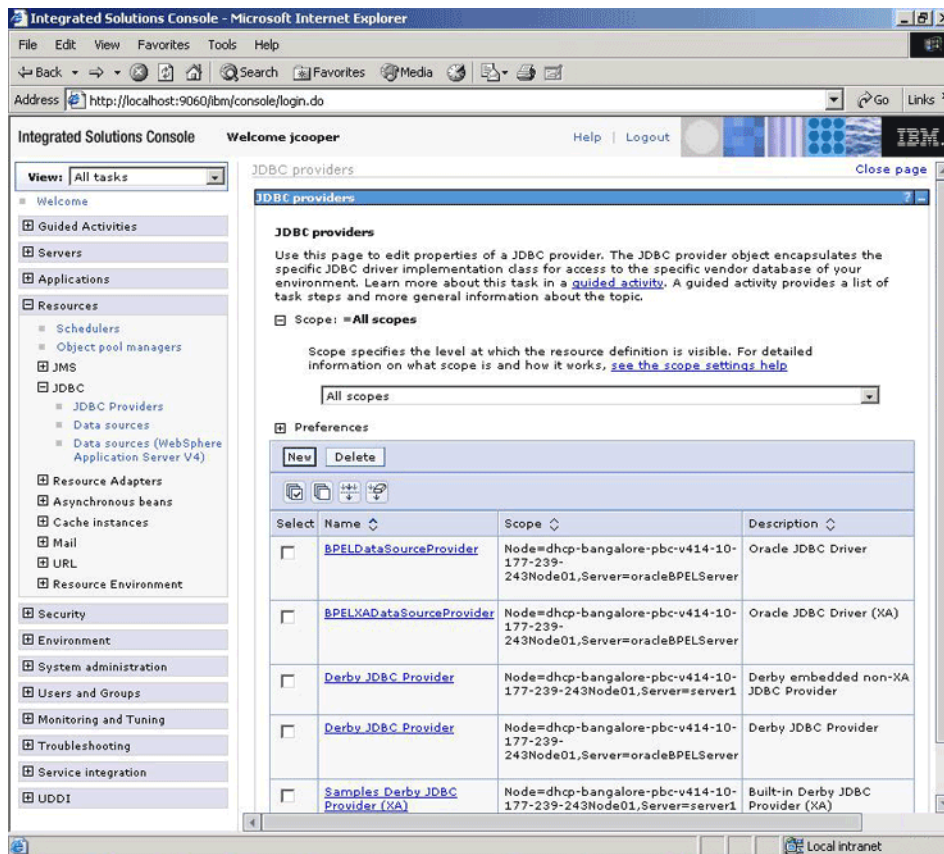 Integrated Solutions Console - Microsoft Internet Explorer
File Edit View Favorites Tools Help
Back Search Favorites Media
Address http://localhost:9060/ibm/console/login.do Go Links
Integrated Solutions Console Welcome jcooper Help | Logout IBM.
View: All tasks
Welcome
Guided Activities
Servers
Applications
Resources
Schedulers
Object pool managers
JMS
JDBC
JDBC Providers
Data sources
Data sources (WebSphere
Application Server V4)
Resource Adapters
Asynchronous beans
Cache instances
Mail
URL
Resource Environment
Security
Environment
System administration
Users and Groups
Monitoring and Tuning
Troubleshooting
Service integration
UDDI
JDBC providers Close page
JDBC providers ? -
JDBC providers
Use this page to edit properties of a JDBC provider. The JDBC provider object encapsulates the
specific JDBC driver implementation class for access to the specific vendor database of your
environment. Learn more about this task in a guided activity. A guided activity provides a list of
task steps and more general information about the topic.
Scope: =All scopes
Scope specifies the level at which the resource definition is visible. For detailed
information on what scope is and how it works, see the scope settings help
All scopes
Preferences
New Delete
Select Name Scope Description
BPELDataSourceProvider Node=dhcp-bangalore-pbc-v414-10- Oracle JDBC Driver
177-239-
243Node01,Server=oracleBPELServer
BPELXADataSourceProvider Node=dhcp-bangalore-pbc-v414-10- Oracle JDBC Driver (XA)
177-239-
243Node01,Server=oracleBPELServer
Derby JDBC Provider Node=dhcp-bangalore-pbc-v414-10- Derby embedded non-XA
177-239-243Node01,Server=server1 JDBC Provider
Derby JDBC Provider Node=dhcp-bangalore-pbc-v414-10- Derby JDBC Provider
177-239-
243Node01,Server=oracleBPELServer
Samples Derby JDBC Node=dhcp-bangalore-pbc-v414-10- Built-in Derby JDBC
Provider (XA) 177-239-243Node01,Server=server1 Provider (XA)
Local intranet